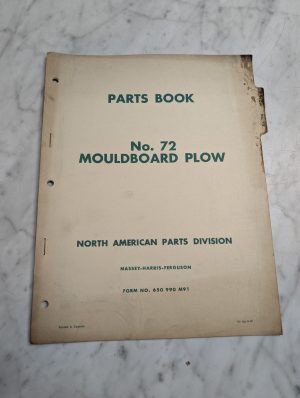 PARTS BOOK
No. 72
MOULDBOARD PLOW
NORTH AMERICAN PARTS DIVISION
MASSEY-HARRIS-FERGUSON
FORM NO. 650 990 M91